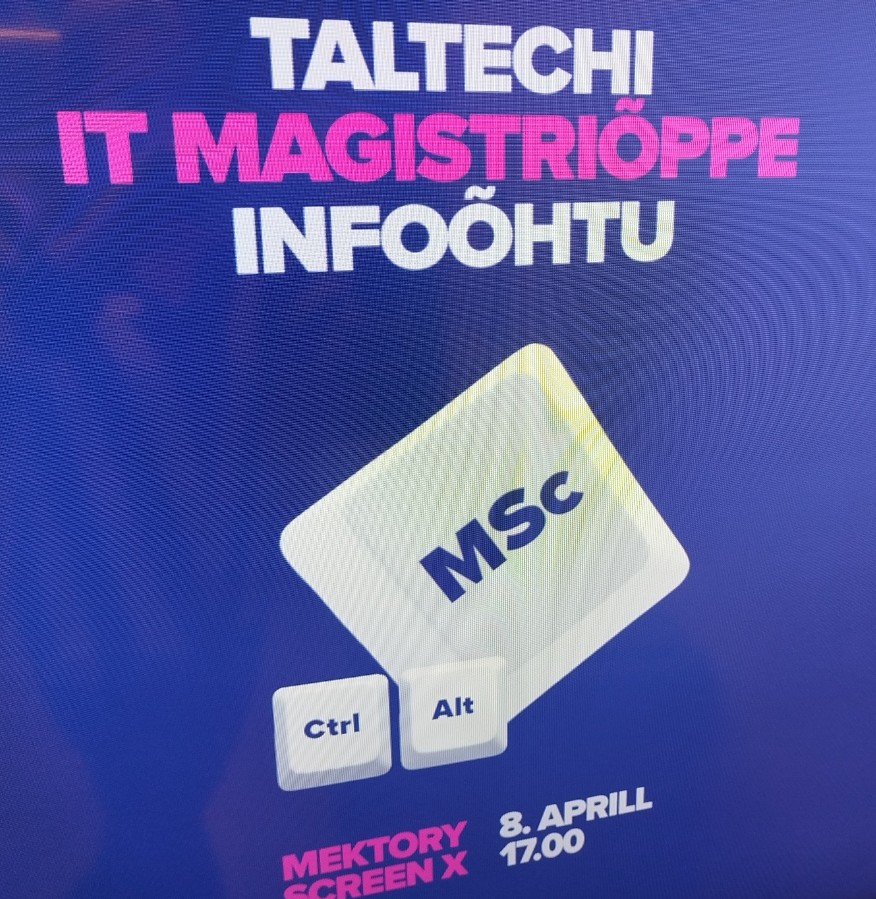 TALTECHI
IT MAGISTRIÕPPE
INFOÕHTU
MSc
Ctrl
Alt
MEKTORY
SCREEN X
8. APRILL
17.00